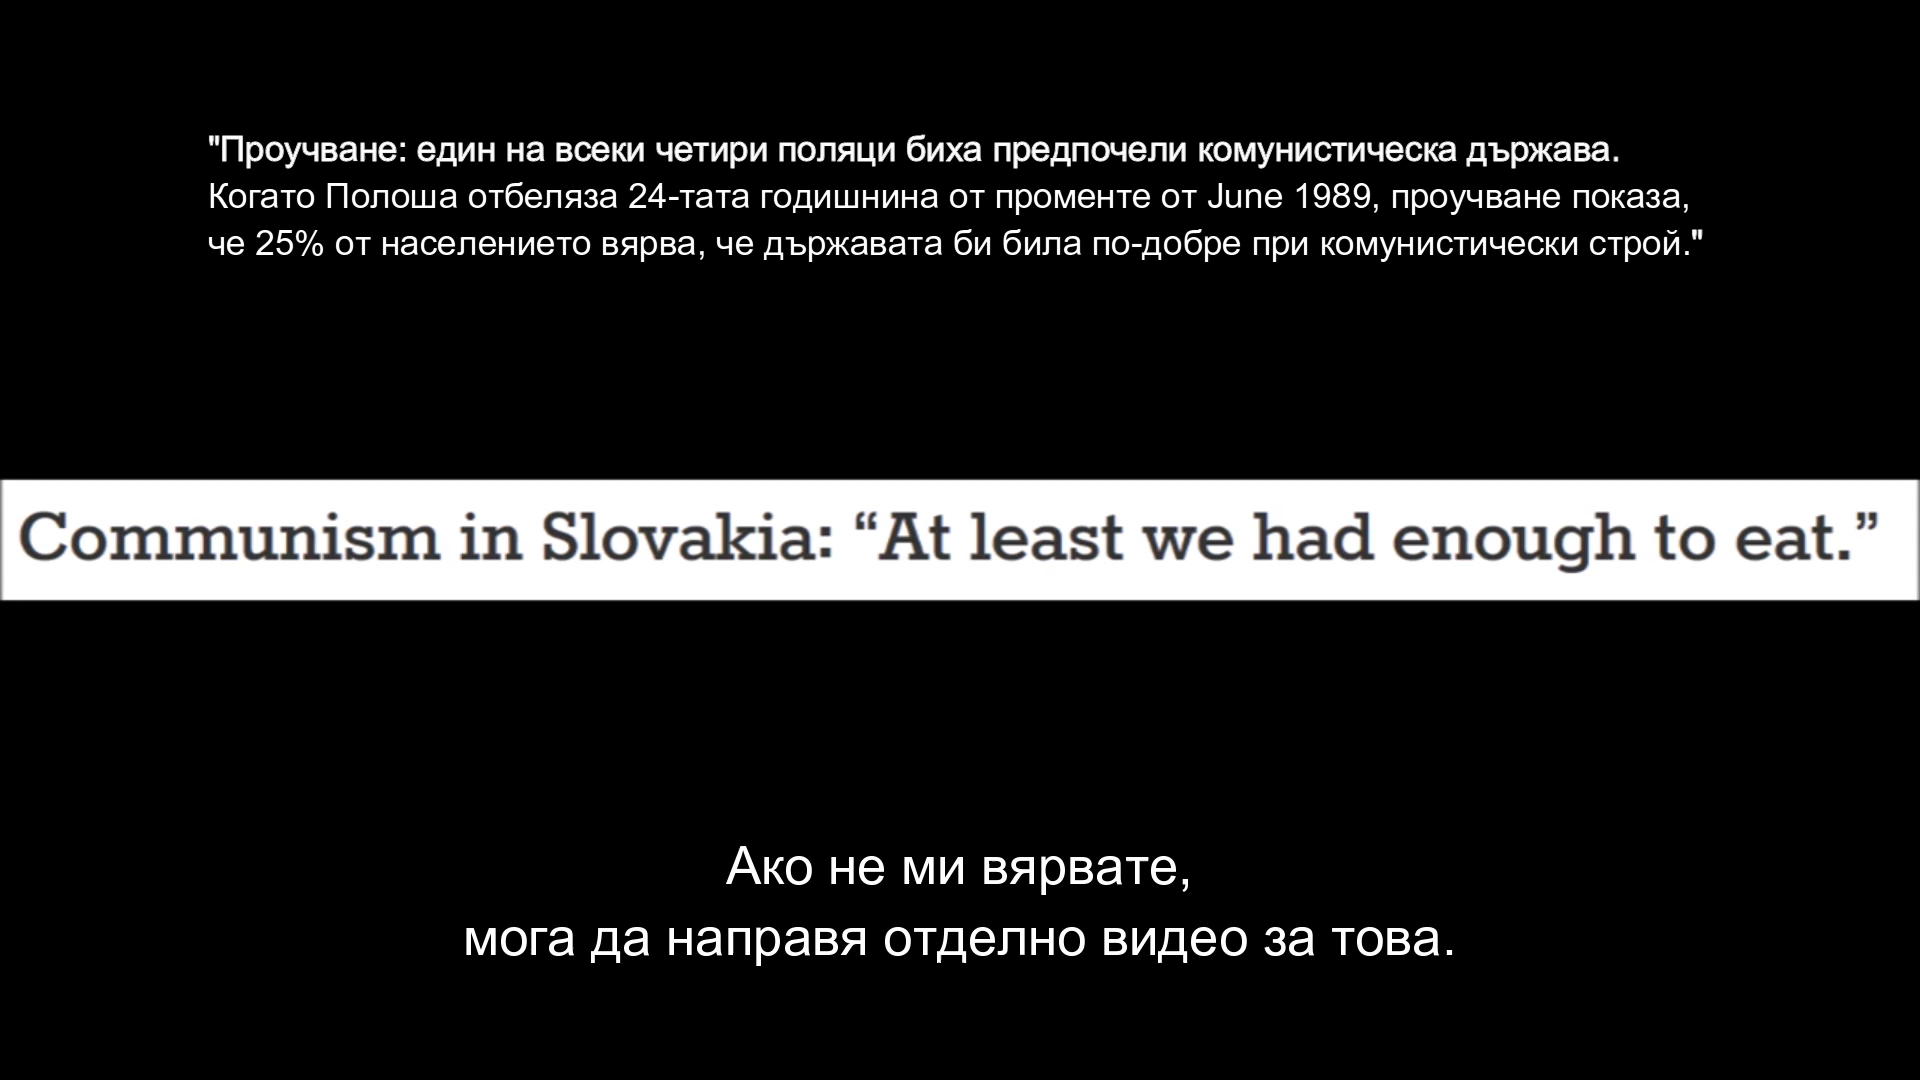 "Проучване: един на всеки четири поляци биха предпочели комунистическа държава.
Когато Полоша отбеляза 24-тата годишнина от променте от June 1989, проучване показа,
че 25% от населението вярва, че държавата би била по-добре при комунистически строй."
Communism in Slovakia: “At least we had enough to eat.”
Ако не ми вярвате,
мога да направя отделно видео за това.